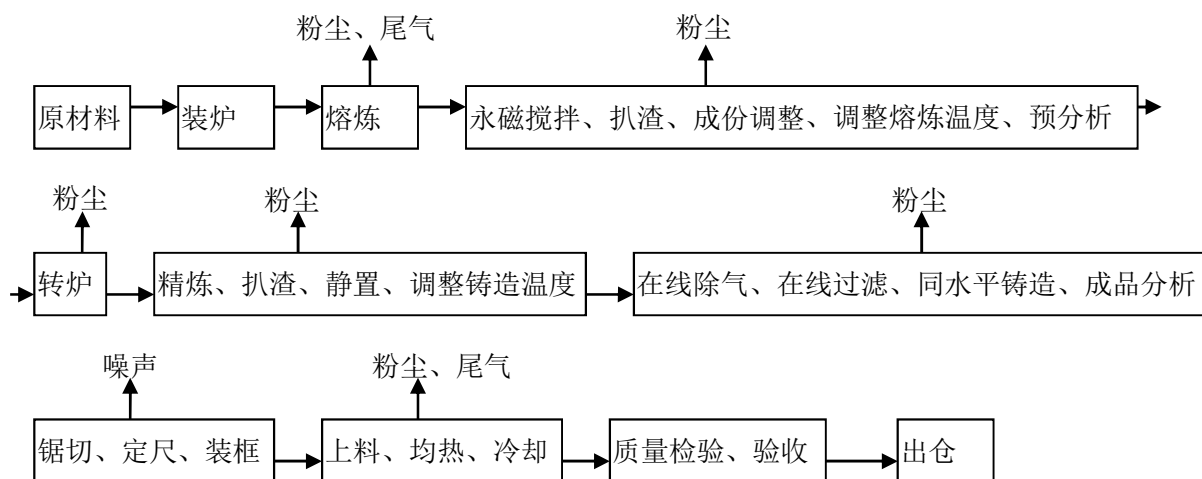 粉尘、尾气
粉尘
原材料
装炉
熔炼
永磁搅拌、扒渣、成份调整、调整熔炼温度、预分析
粉尘
粉尘
粉尘
转炉
精炼、扒渣、静置、调整铸造温度
在线除气、在线过滤、同水平铸造、成品分析
噪声
粉尘、尾气
锯切、定尺、装框
上料、均热、冷却
质量检验、验收
出仓